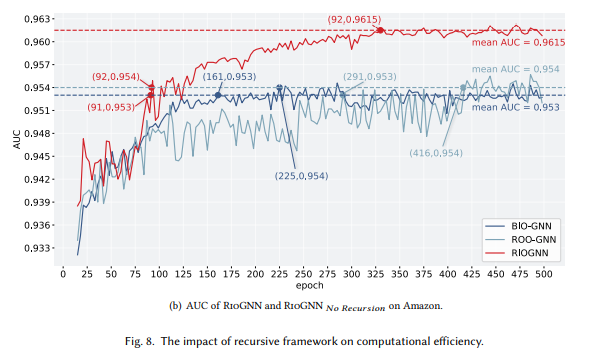 0.963
0.960
0.957
0.954
0.951
0.948
0.945
0.942
0.939
0.936
0.933
AUC
(92,0.9615)
mean AUC = 0.9615
(92,0.954)
(161,0.953)
(291,0.953)
mean AUC = 0.954
(91,0.953)
mean AUC = 0.953
(416,0.954)
(225,0.954)
BIO-GNN
ROO-GNN
RIOGNN
0 25 50 75 100 125 150 175 200 225 250 275 300 325 350 375 400 425 450 475 500
epoch
(b) AUC of RIOGNN and RIOGNN No Recursion on Amazon.
Fig. 8. The impact of recursive framework on computational efficiency.